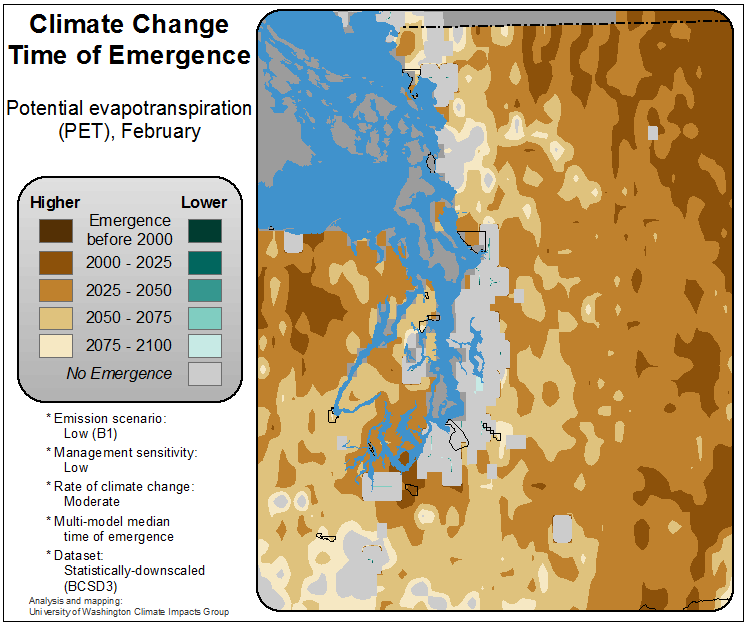 Climate Change
Time of Emergence
Potential evapotranspiration
(PET), February
Higher Lower
Emergence
before 2000
2000 - 2025
2025 - 2050
2050 - 2075
2075 - 2100
No Emergence
* Emission scenario:
Low (B1)
* Management sensitivity:
Low
* Rate of climate change:
Moderate
* Multi-model median
time of emergence
* Dataset:
Statistically-downscaled
(BCSD3)
Analysis and mapping:
University of Washington Climate Impacts Group